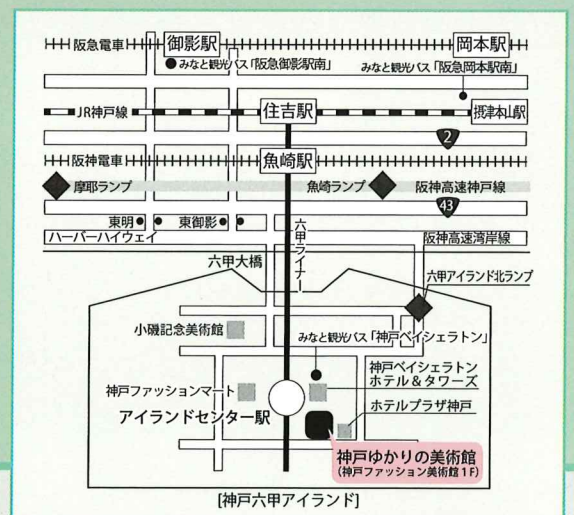 阪急電車
御影駅
岡本駅
みなと観光バス「阪急御影駅南」
みなと観光バス「阪急岡本駅南」
JR神戸線
住吉駅
摂津本山駅
2
阪神電車
魚崎駅
摩耶ランプ
魚崎ランプ
阪神高速神戸線
43
東明
東御影
六甲ライナー
ハーバーハイウェイ
阪神高速湾岸線
六甲大橋
六甲アイランド北ランプ
小磯記念美術館
みなと観光バス「神戸ベイシェラトン」
神戸ベイシェラトン
ホテル&タワーズ
神戸ファッションマート
アイランドセンター駅
ホテルプラザ神戸
神戸ゆかりの美術館
(神戸ファッション美術館1F)
[神戸六甲アイランド]